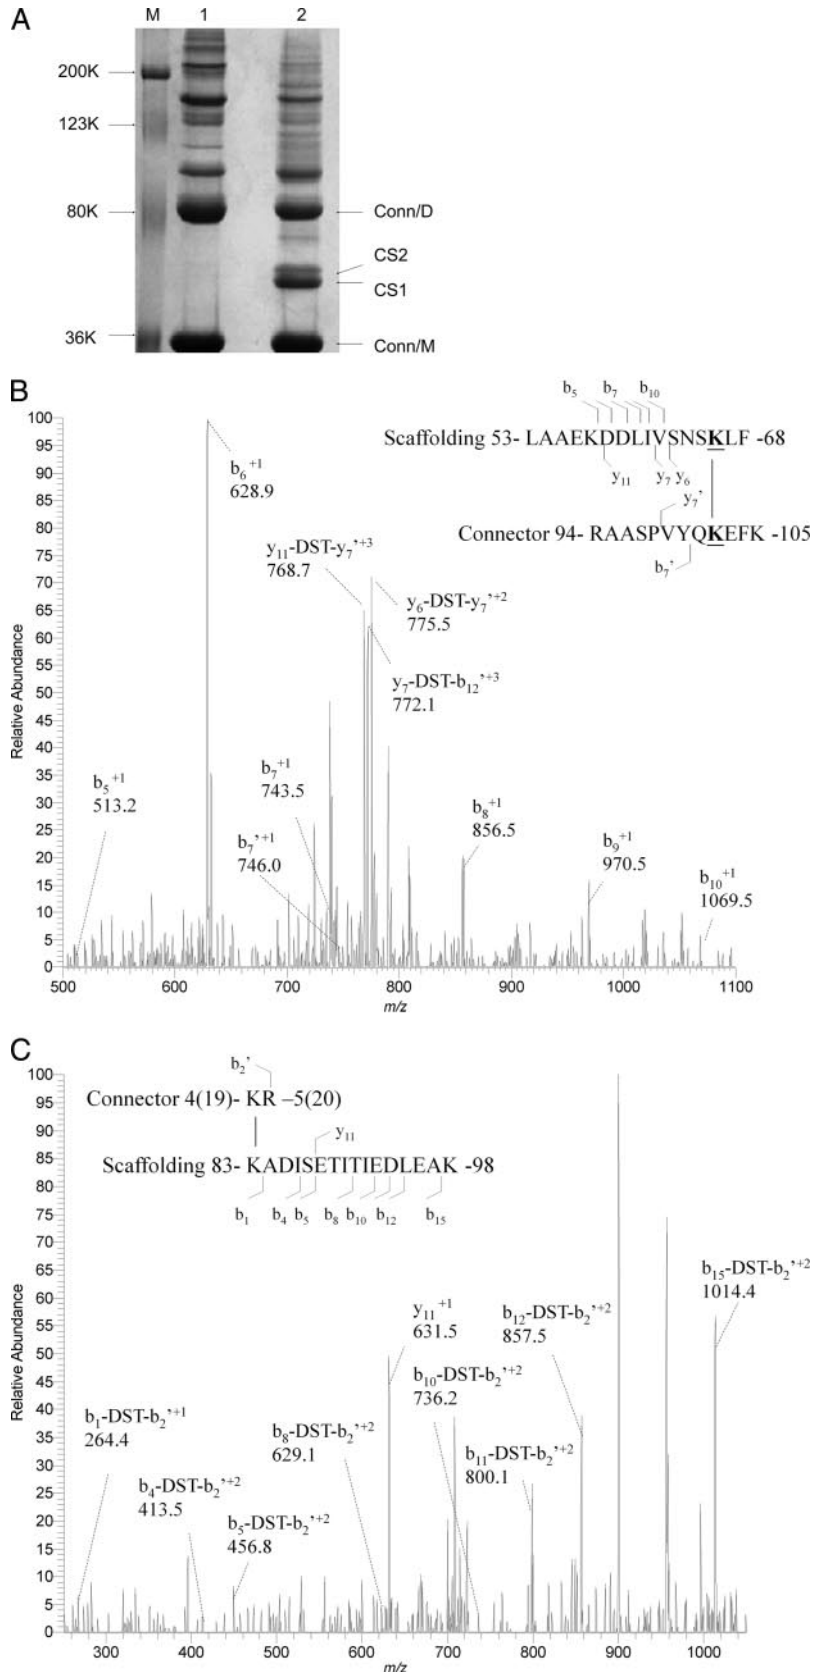 A
M 1 2
200K
123K
80K
36K
Conn/D
CS2
CS1
Conn/M
B
Relative Abundance
100
95
90
85
80
75
70
65
60
55
50
45
40
35
30
25
20
15
10
5
0
500 600 700 800 900 1000 1100
m/z
b5 b7 b10
Scaffolding 53- LAAEKDDLIVSNSKLF -68
y11 y7 y6
y7'
Connector 94- RAASPVYQKEFK -105
b7'
b6+1
628.9
y11-DST-y7'+3
768.7
y6-DST-y7'+2
775.5
y7-DST-b12'+3
772.1
b5+1
513.2
b7+1
743.5
b7'+1
746.0
b8+1
856.5
b9+1
970.5
b10+1
1069.5
C
Relative Abundance
100
95
90
85
80
75
70
65
60
55
50
45
40
35
30
25
20
15
10
5
0
300 400 500 600 700 800 900 1000
m/z
b2'
Connector 4(19)- KR –5(20)
y11
Scaffolding 83- KADISETITIEDLEAK -98
b1 b4 b5 b8 b10 b12 b15
b1-DST-b2'+1
264.4
b4-DST-b2'+2
413.5
b5-DST-b2'+2
456.8
b8-DST-b2'+2
629.1
y11+1
631.5
b10-DST-b2'+2
736.2
b11-DST-b2'+2
800.1
b12-DST-b2'+2
857.5
b15-DST-b2'+2
1014.4